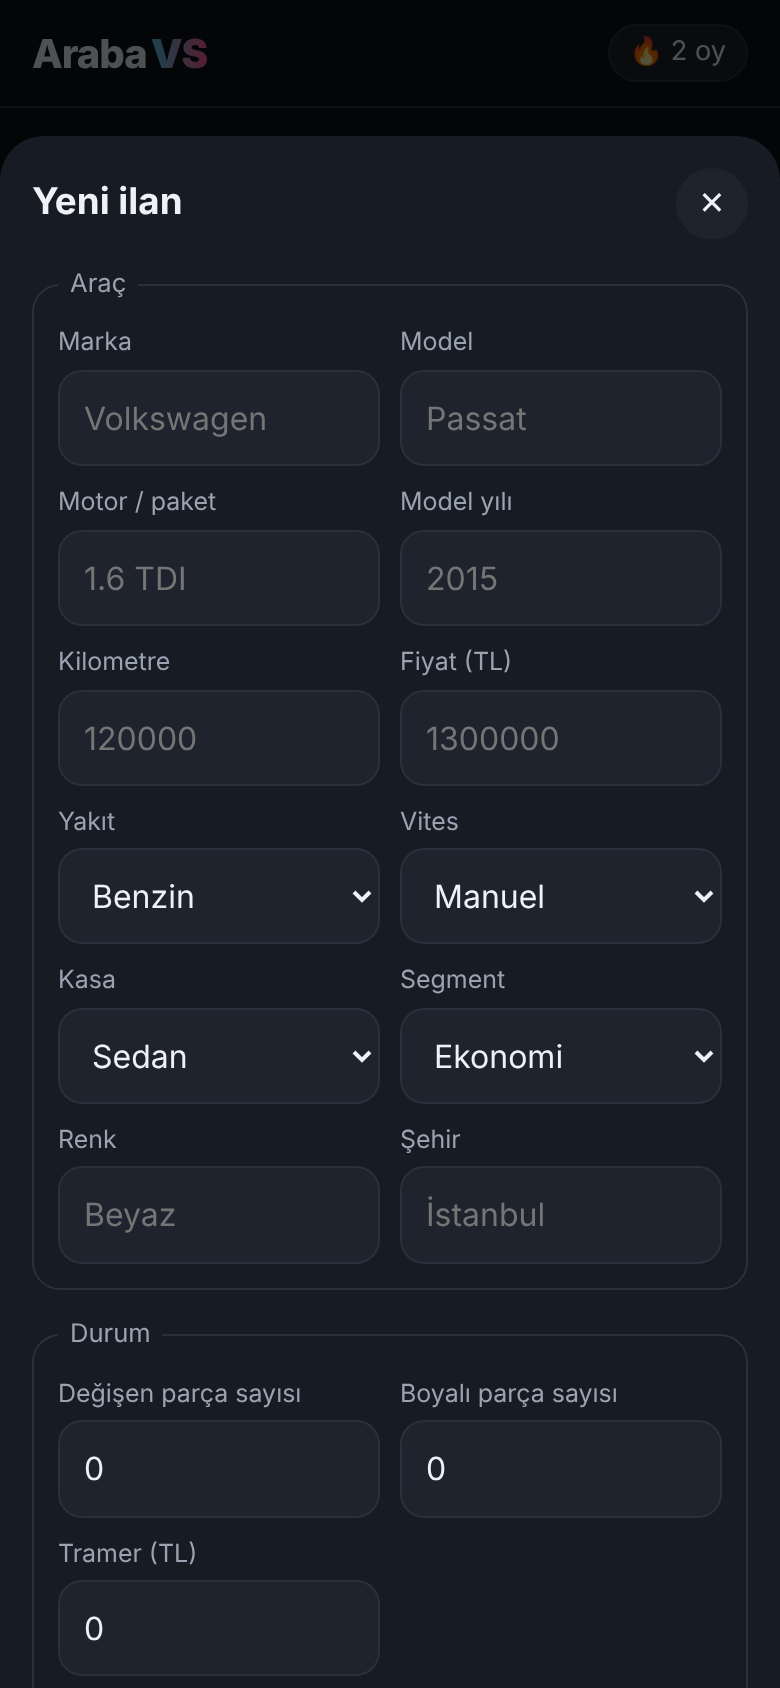 Araba VS
🔥 2 oy
Yeni ilan
✕
Araç
Marka Model
Volkswagen Passat
Motor / paket Model yılı
1.6 TDI 2015
Kilometre Fiyat (TL)
120000 1300000
Yakıt Vites
Benzin Manuel
Kasa Segment
Sedan Ekonomi
Renk Şehir
Beyaz İstanbul
Durum
Değişen parça sayısı Boyalı parça sayısı
0 0
Tramer (TL)
0